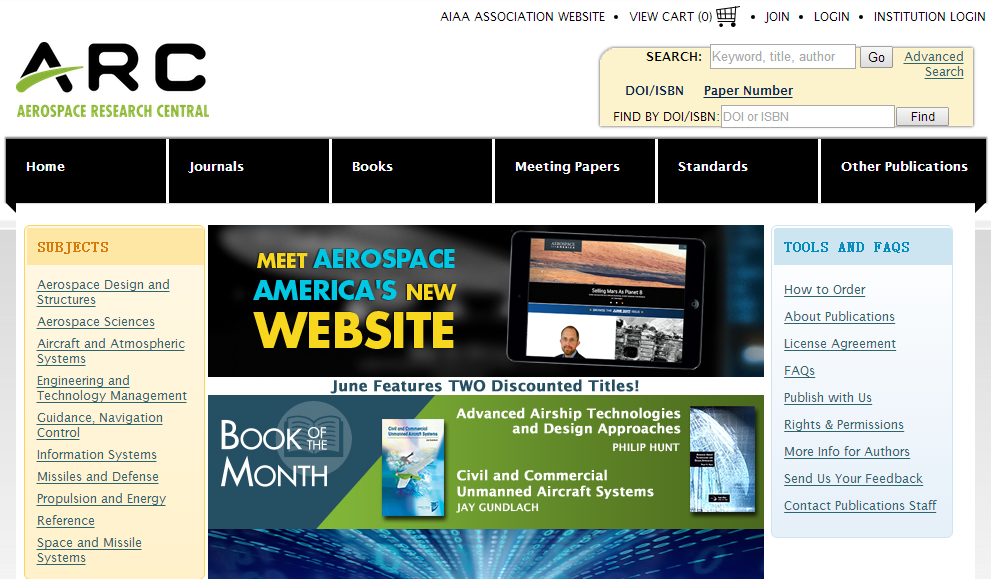 AIAA ASSOCIATION WEBSITE • VIEW CART (0) • JOIN • LOGIN • INSTITUTION LOGIN
ARC
AEROSPACE RESEARCH CENTRAL
SEARCH: Keyword, title, author Go Advanced
Search
DOI/ISBN Paper Number
FIND BY DOI/ISBN: DOI or ISBN Find
Home Journals Books Meeting Papers Standards Other Publications
SUBJECTS
Aerospace Design and
Structures
Aerospace Sciences
Aircraft and Atmospheric
Systems
Engineering and
Technology Management
Guidance, Navigation
Control
Information Systems
Missiles and Defense
Propulsion and Energy
Reference
Space and Missile
Systems
MEET AEROSPACE
AMERICA'S NEW
WEBSITE
AEROSPACE
AMERICA
Selling Mars As Planet B
BROWSE THE JUNE 2017 ISSUE
June Features TWO Discounted Titles!
BOOK OF THE
MONTH
Civil and Commercial
Unmanned Aircraft Systems
Advanced Airship Technologies
and Design Approaches
PHILIP HUNT
Civil and Commercial
Unmanned Aircraft Systems
JAY GUNDLACH
TOOLS AND FAQS
How to Order
About Publications
License Agreement
FAQs
Publish with Us
Rights & Permissions
More Info for Authors
Send Us Your Feedback
Contact Publications Staff